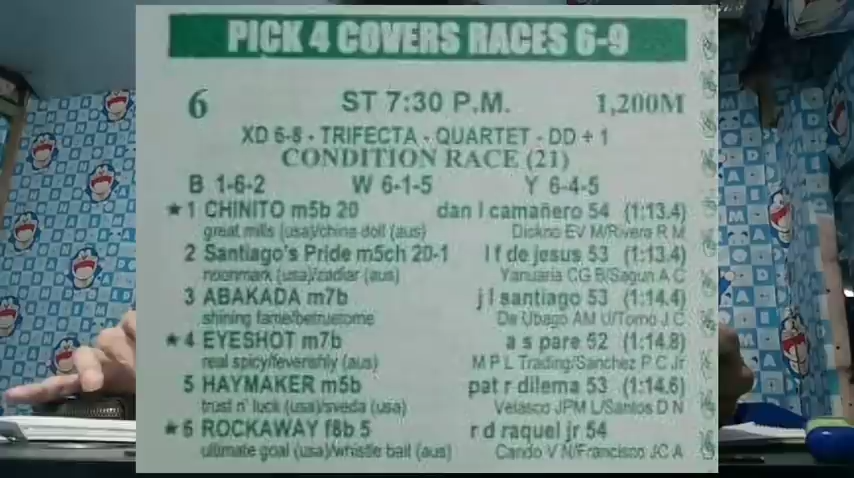 PICK 4 COVERS RACES 6-9
6 ST 7:30 P.M. 1,200M
XD 6-8 - TRIFECTA - QUARTET - DD + 1
CONDITION RACE (21)
B 1-6-2 W 6-1-5 Y 6-4-5
★ 1 CHINITO m5b 20 dan l camañero 54 (1:13.4)
great mills (usa)/china doll (aus) Dickno EV M/Rivera R M
2 Santiago's Pride m5ch 20-1 l f de jesus 53 (1:13.4)
noonmark (usa)/cadiar (aus) Yanuaria CG B/Sagun A C
3 ABAKADA m7b j l santiago 53 (1:14.4)
shining fame/betruetome De Ubago AM U/Tomo J C
★ 4 EYESHOT m7b a s pare 52 (1:14.8)
real spicy/feverishly (aus) M P L Trading/Sanchez P C Jr
5 HAYMAKER m5b pat r dilema 53 (1:14.6)
trust n' luck (usa)/sveda (usa) Velasco JPM L/Santos D N
★ 6 ROCKAWAY f8b 5 r d raquel jr 54
ultimate goal (usa)/whistle bait (aus) Cando V N/Francisco JC A